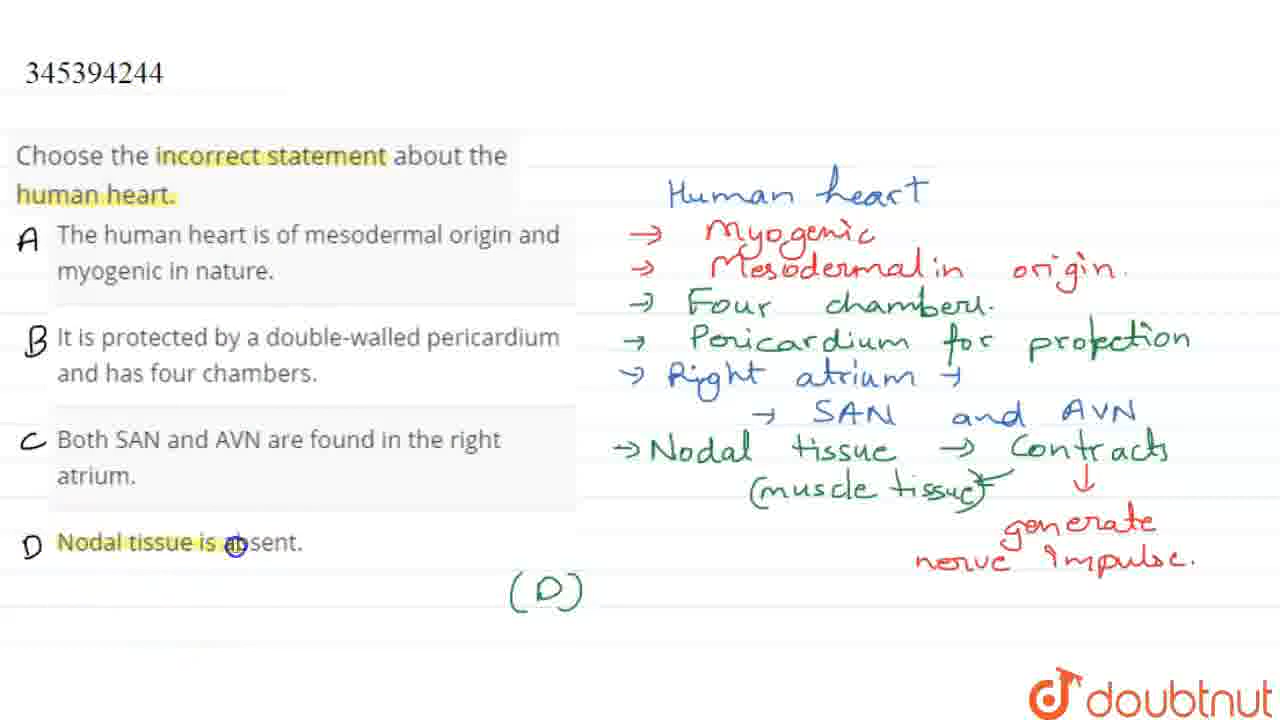 345394244
Choose the incorrect statement about the
human heart.
A The human heart is of mesodermal origin and
myogenic in nature.
B It is protected by a double-walled pericardium
and has four chambers.
C Both SAN and AVN are found in the right
atrium.
D Nodal tissue is absent.
(D)
Human heart
→ Myogenic
→ Mesodermal in origin.
→ Four chambers.
→ Pericardium for protection
→ Right atrium →
→ SAN and AVN
→ Nodal tissue → Contracts
(muscle tissue) ↓
generate
nerve impulse.
doubtnut